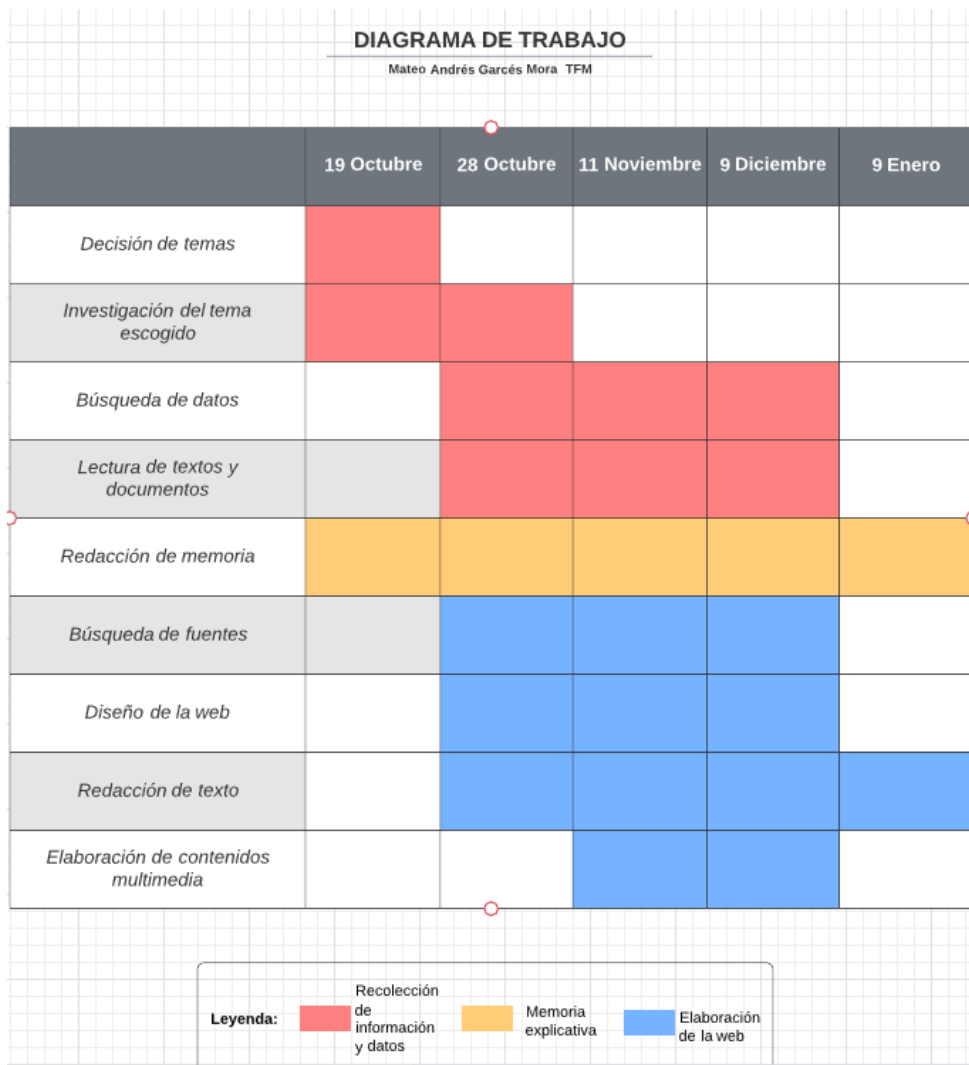 DIAGRAMA DE TRABAJO
Mateo Andrés Garcés Mora TFM
19 Octubre 28 Octubre 11 Noviembre 9 Diciembre 9 Enero
Decisión de temas
Investigación del tema
escogido
Búsqueda de datos
Lectura de textos y
documentos
Redacción de memoria
Búsqueda de fuentes
Diseño de la web
Redacción de texto
Elaboración de contenidos
multimedia
Leyenda:
Recolección
de
información
y datos
Memoria
explicativa
Elaboración
de la web